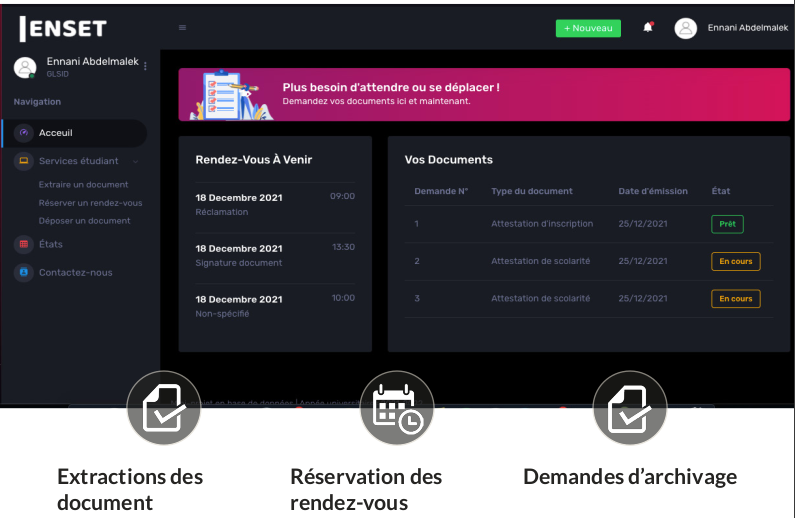 ENSET
+ Nouveau
Ennani Abdelmalek
Ennani Abdelmalek
GLSID
Navigation
Acceuil
Services étudiant
Extraire un document
Réserver un rendez-vous
Déposer un document
États
Contactez-nous
Plus besoin d'attendre ou se déplacer !
Demandez vos documents ici et maintenant.
Rendez-Vous À Venir
18 Decembre 2021 09:00
Réclamation
18 Decembre 2021 13:30
Signature document
18 Decembre 2021 10:00
Non-spécifié
Vos Documents
Demande N° Type du document Date d'émission État
1 Attestation d'inscription 25/12/2021 Prêt
2 Attestation de scolarité 25/12/2021 En cours
3 Attestation de scolarité 25/12/2021 En cours
en base de données | Année
Extractions des
document
Réservation des
rendez-vous
Demandes d'archivage